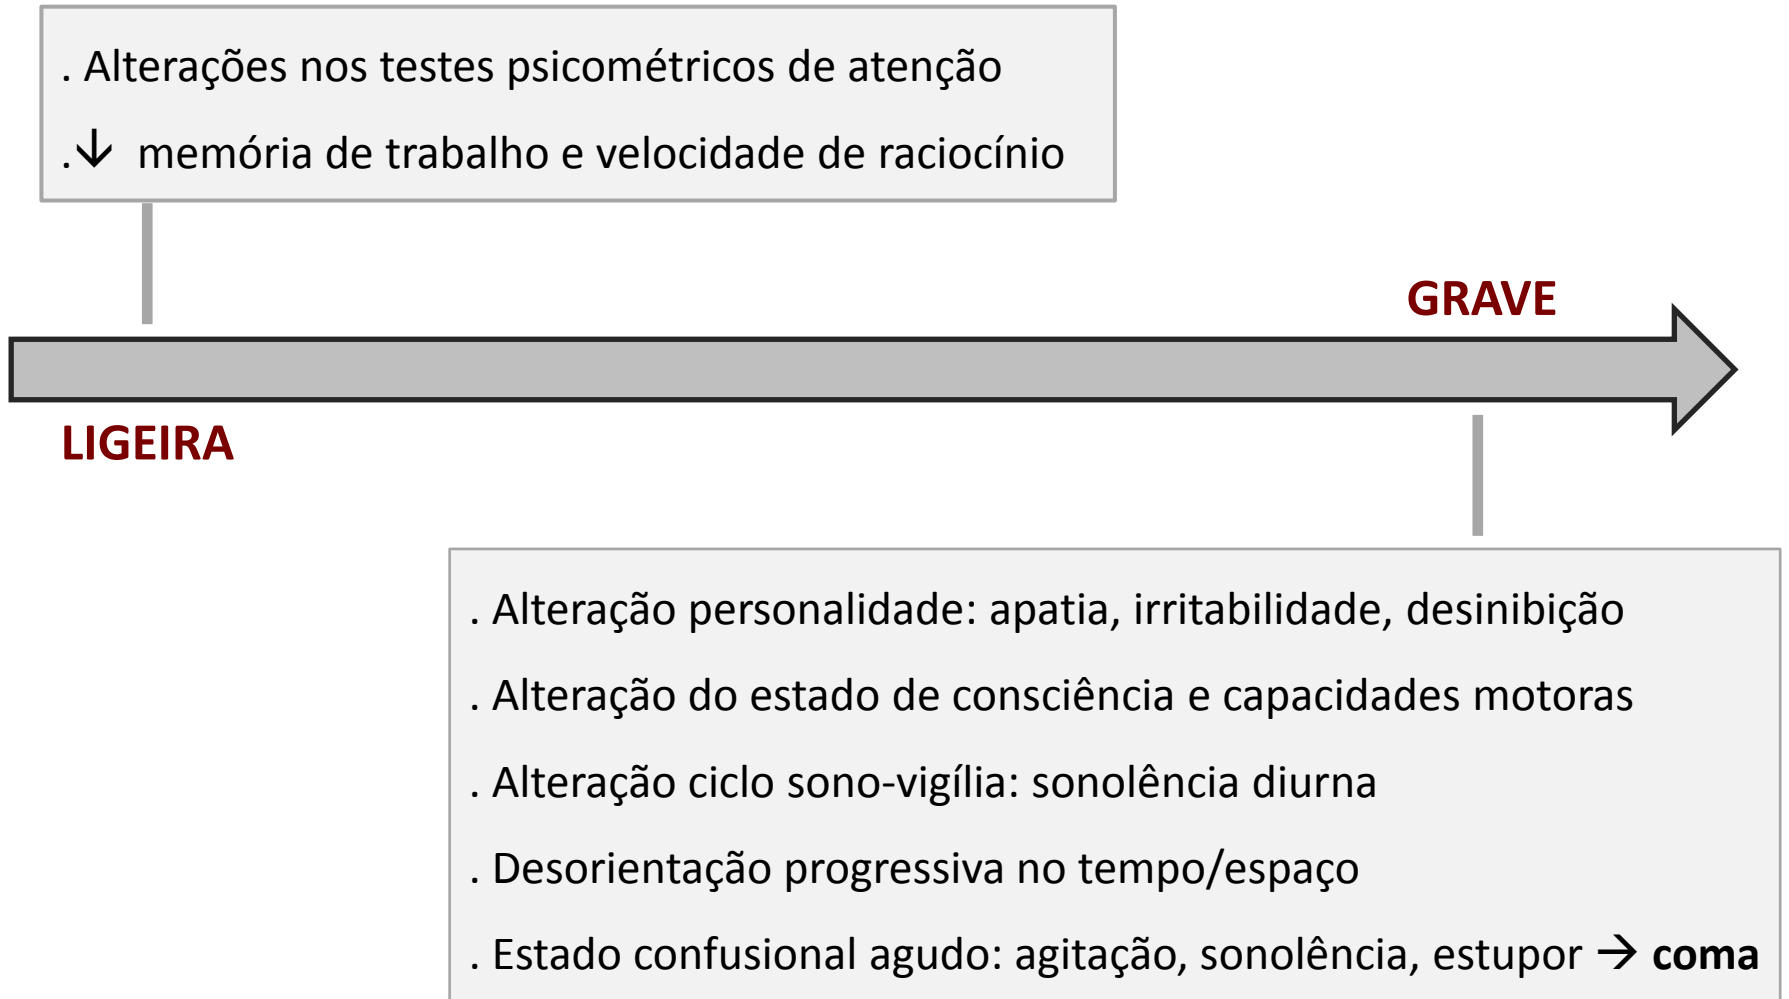 . Alterações nos testes psicométricos de atenção
.↓ memória de trabalho e velocidade de raciocínio
GRAVE
LIGEIRA
. Alteração personalidade: apatia, irritabilidade, desinibição
. Alteração do estado de consciência e capacidades motoras
. Alteração ciclo sono-vigília: sonolência diurna
. Desorientação progressiva no tempo/espaço
. Estado confusional agudo: agitação, sonolência, estupor → coma